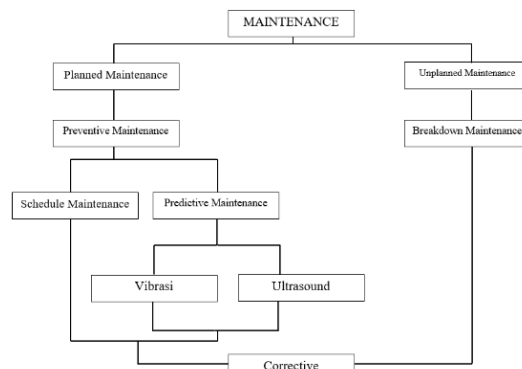 MAINTENANCE
Planned Maintenance
Unplanned Maintenance
Preventive Maintenance
Breakdown Maintenance
Schedule Maintenance
Predictive Maintenance
Vibrasi
Ultrasound
Corrective